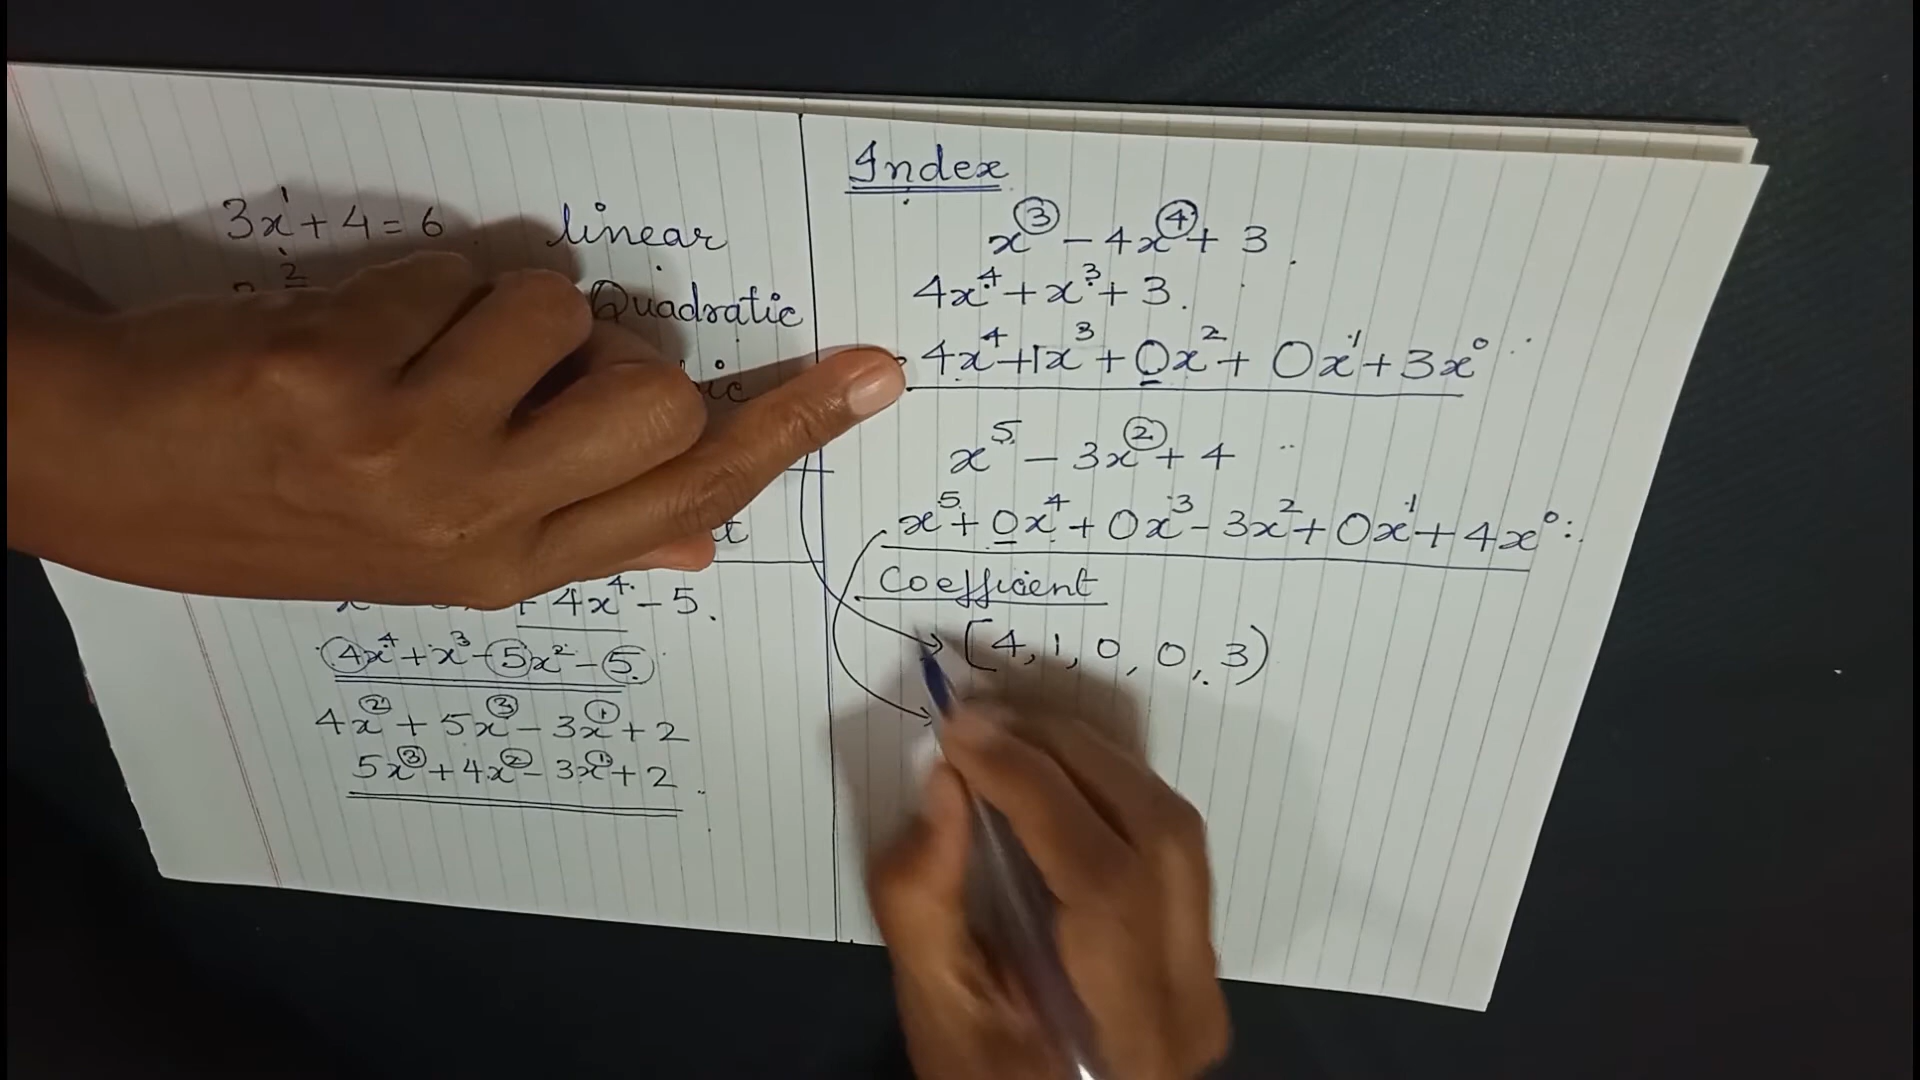 3x¹ + 4 = 6 linear
Quadratic
+ 4x⁴ - 5.
4x⁴ + x³ - 5x² - 5.
4x² + 5x³ - 3x¹ + 2
5x³ + 4x² - 3x¹ + 2
Index
x³ - 4x⁴ + 3.
4x⁴ + x³ + 3.
4x⁴ + 1x³ + 0x² + 0x¹ + 3x⁰
x⁵ - 3x² + 4
x⁵ + 0x⁴ + 0x³ - 3x² + 0x¹ + 4x⁰
Coefficient
(4, 1, 0, 0, 3)